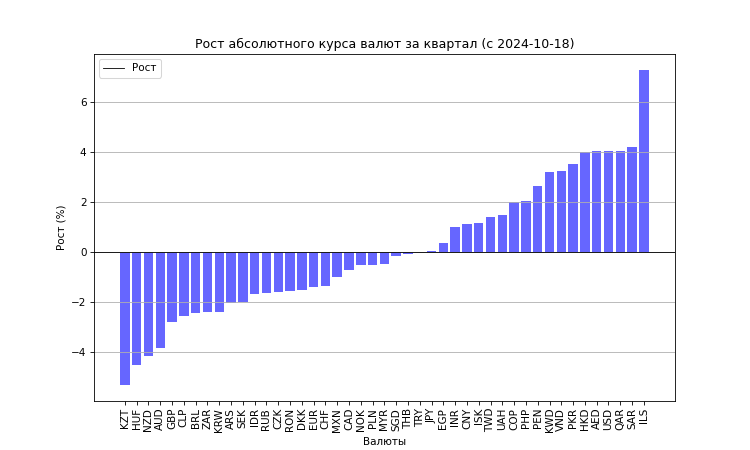 Рост абсолютного курса валют за квартал (с 2024-10-18)
Рост
6
4
2
0
−2
−4
Рост (%)
KZT HUF NZD AUD GBP CLP BRL ZAR KRW ARS SEK IDR RUB CZK RON DKK EUR CHF MXN CAD NOK PLN MYR SGD THB TRY JPY EGP INR CNY ISK TWD UAH COP PHP PEN KWD VND PKR HKD AED USD QAR SAR ILS
Валюты